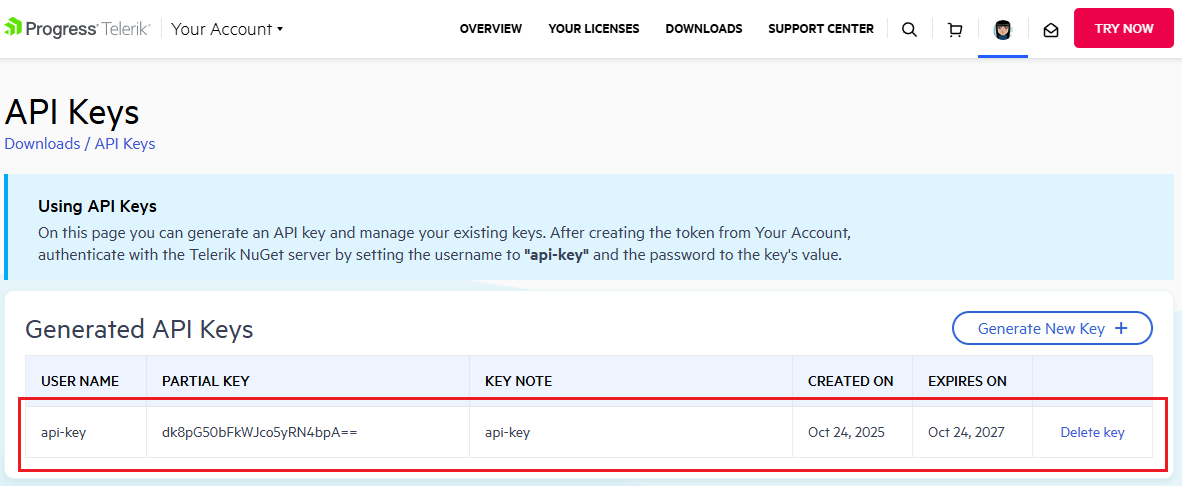 Progress Telerik Your Account OVERVIEW YOUR LICENSES DOWNLOADS SUPPORT CENTER TRY NOW
API Keys
Downloads / API Keys
Using API Keys
On this page you can generate an API key and manage your existing keys. After creating the token from Your Account,
authenticate with the Telerik NuGet server by setting the username to "api-key" and the password to the key's value.
Generated API Keys Generate New Key +
USER NAME PARTIAL KEY KEY NOTE CREATED ON EXPIRES ON
api-key dk8pG50bFkWJco5yRN4bpA== api-key Oct 24, 2025 Oct 24, 2027 Delete key